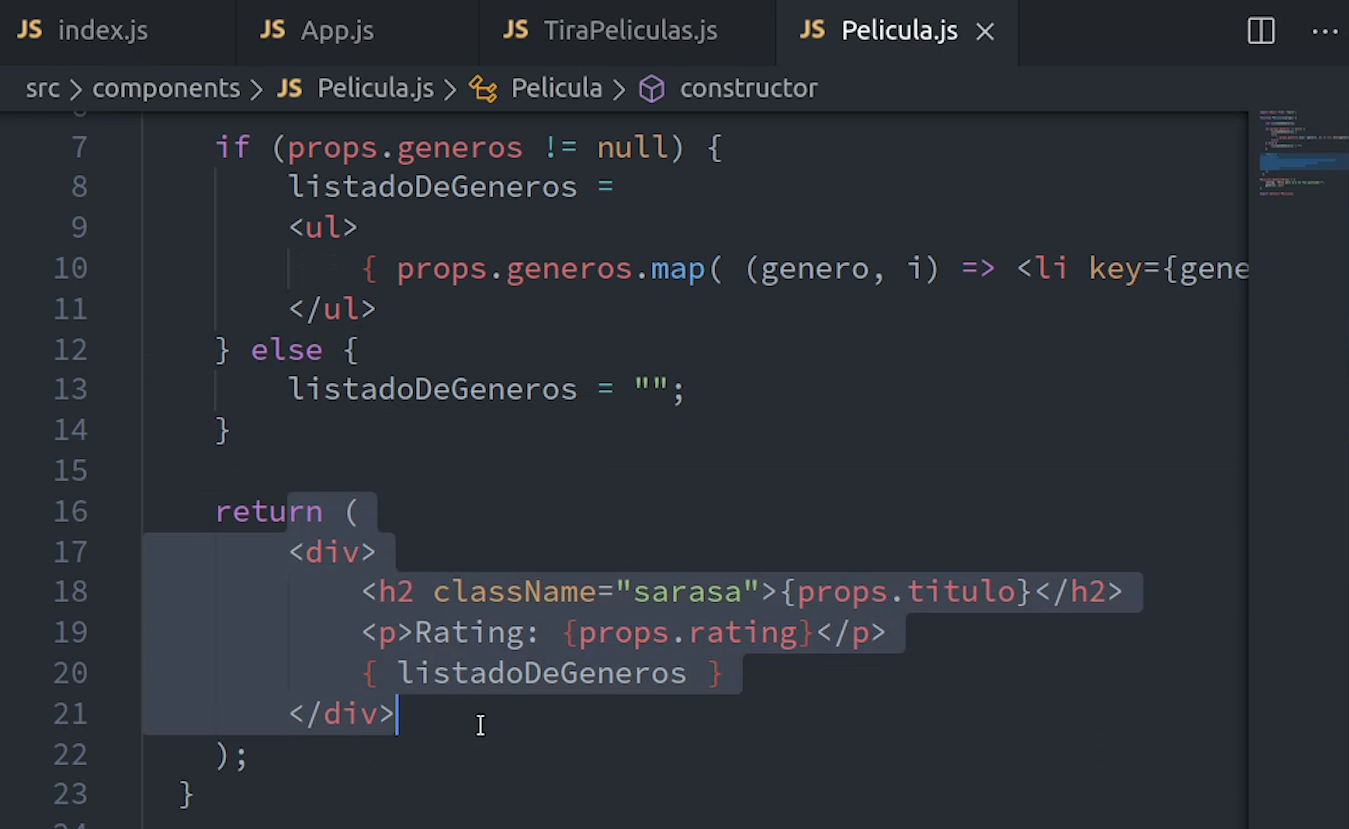 JS index.js JS App.js JS TiraPeliculas.js JS Pelicula.js
src > components > JS Pelicula.js > Pelicula > constructor
7 if (props.generos != null) {
8 listadoDeGeneros =
9 <ul>
10 { props.generos.map( (genero, i) => <li key={gene
11 </ul>
12 } else {
13 listadoDeGeneros = "";
14 }
15
16 return (
17 <div>
18 <h2 className="sarasa">{props.titulo}</h2>
19 <p>Rating: {props.rating}</p>
20 { listadoDeGeneros }
21 </div>
22 );
23 }